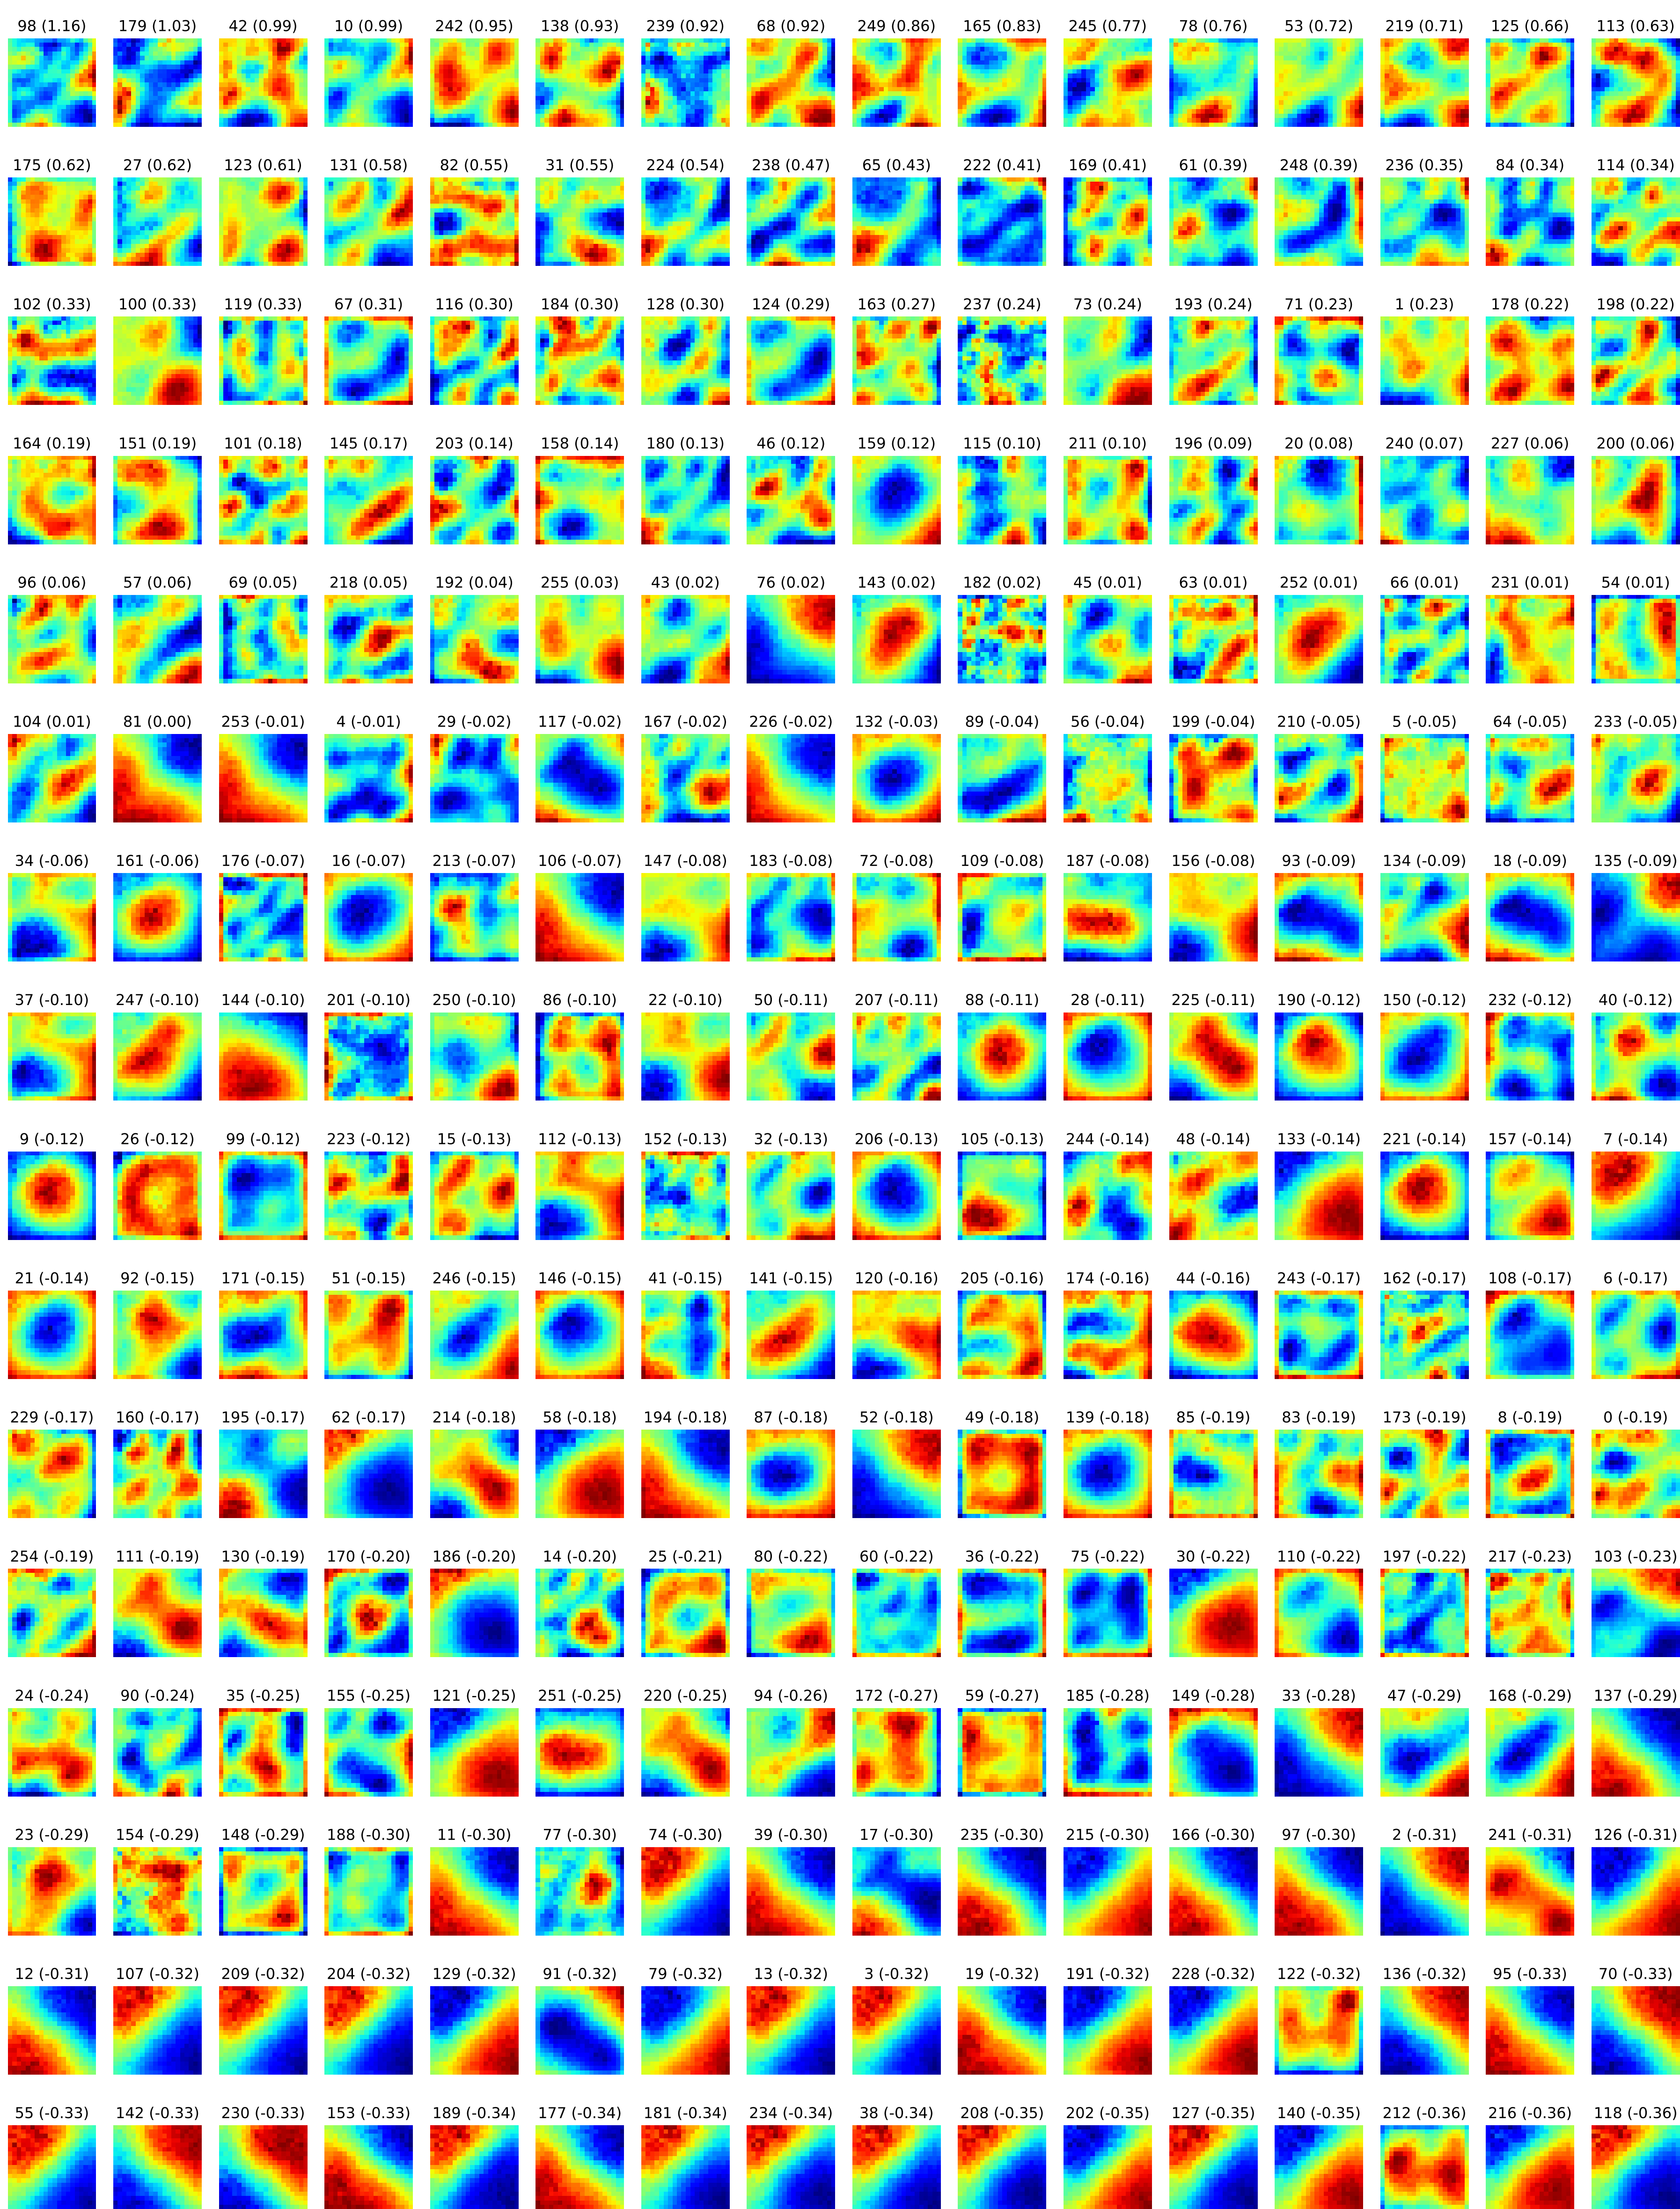 98 (1.16) 179 (1.03) 42 (0.99) 10 (0.99) 242 (0.95) 138 (0.93) 239 (0.92) 68 (0.92) 249 (0.86) 165 (0.83) 245 (0.77) 78 (0.76) 53 (0.72) 219 (0.71) 125 (0.66) 113 (0.63)
175 (0.62) 27 (0.62) 123 (0.61) 131 (0.58) 82 (0.55) 31 (0.55) 224 (0.54) 238 (0.47) 65 (0.43) 222 (0.41) 169 (0.41) 61 (0.39) 248 (0.39) 236 (0.35) 84 (0.34) 114 (0.34)
102 (0.33) 100 (0.33) 119 (0.33) 67 (0.31) 116 (0.30) 184 (0.30) 128 (0.30) 124 (0.29) 163 (0.27) 237 (0.24) 73 (0.24) 193 (0.24) 71 (0.23) 1 (0.23) 178 (0.22) 198 (0.22)
164 (0.19) 151 (0.19) 101 (0.18) 145 (0.17) 203 (0.14) 158 (0.14) 180 (0.13) 46 (0.12) 159 (0.12) 115 (0.10) 211 (0.10) 196 (0.09) 20 (0.08) 240 (0.07) 227 (0.06) 200 (0.06)
96 (0.06) 57 (0.06) 69 (0.05) 218 (0.05) 192 (0.04) 255 (0.03) 43 (0.02) 76 (0.02) 143 (0.02) 182 (0.02) 45 (0.01) 63 (0.01) 252 (0.01) 66 (0.01) 231 (0.01) 54 (0.01)
104 (0.01) 81 (0.00) 253 (-0.01) 4 (-0.01) 29 (-0.02) 117 (-0.02) 167 (-0.02) 226 (-0.02) 132 (-0.03) 89 (-0.04) 56 (-0.04) 199 (-0.04) 210 (-0.05) 5 (-0.05) 64 (-0.05) 233 (-0.05)
34 (-0.06) 161 (-0.06) 176 (-0.07) 16 (-0.07) 213 (-0.07) 106 (-0.07) 147 (-0.08) 183 (-0.08) 72 (-0.08) 109 (-0.08) 187 (-0.08) 156 (-0.08) 93 (-0.09) 134 (-0.09) 18 (-0.09) 135 (-0.09)
37 (-0.10) 247 (-0.10) 144 (-0.10) 201 (-0.10) 250 (-0.10) 86 (-0.10) 22 (-0.10) 50 (-0.11) 207 (-0.11) 88 (-0.11) 28 (-0.11) 225 (-0.11) 190 (-0.12) 150 (-0.12) 232 (-0.12) 40 (-0.12)
9 (-0.12) 26 (-0.12) 99 (-0.12) 223 (-0.12) 15 (-0.13) 112 (-0.13) 152 (-0.13) 32 (-0.13) 206 (-0.13) 105 (-0.13) 244 (-0.14) 48 (-0.14) 133 (-0.14) 221 (-0.14) 157 (-0.14) 7 (-0.14)
21 (-0.14) 92 (-0.15) 171 (-0.15) 51 (-0.15) 246 (-0.15) 146 (-0.15) 41 (-0.15) 141 (-0.15) 120 (-0.16) 205 (-0.16) 174 (-0.16) 44 (-0.16) 243 (-0.17) 162 (-0.17) 108 (-0.17) 6 (-0.17)
229 (-0.17) 160 (-0.17) 195 (-0.17) 62 (-0.17) 214 (-0.18) 58 (-0.18) 194 (-0.18) 87 (-0.18) 52 (-0.18) 49 (-0.18) 139 (-0.18) 85 (-0.19) 83 (-0.19) 173 (-0.19) 8 (-0.19) 0 (-0.19)
254 (-0.19) 111 (-0.19) 130 (-0.19) 170 (-0.20) 186 (-0.20) 14 (-0.20) 25 (-0.21) 80 (-0.22) 60 (-0.22) 36 (-0.22) 75 (-0.22) 30 (-0.22) 110 (-0.22) 197 (-0.22) 217 (-0.23) 103 (-0.23)
24 (-0.24) 90 (-0.24) 35 (-0.25) 155 (-0.25) 121 (-0.25) 251 (-0.25) 220 (-0.25) 94 (-0.26) 172 (-0.27) 59 (-0.27) 185 (-0.28) 149 (-0.28) 33 (-0.28) 47 (-0.29) 168 (-0.29) 137 (-0.29)
23 (-0.29) 154 (-0.29) 148 (-0.29) 188 (-0.30) 11 (-0.30) 77 (-0.30) 74 (-0.30) 39 (-0.30) 17 (-0.30) 235 (-0.30) 215 (-0.30) 166 (-0.30) 97 (-0.30) 2 (-0.31) 241 (-0.31) 126 (-0.31)
12 (-0.31) 107 (-0.32) 209 (-0.32) 204 (-0.32) 129 (-0.32) 91 (-0.32) 79 (-0.32) 13 (-0.32) 3 (-0.32) 19 (-0.32) 191 (-0.32) 228 (-0.32) 122 (-0.32) 136 (-0.32) 95 (-0.33) 70 (-0.33)
55 (-0.33) 142 (-0.33) 230 (-0.33) 153 (-0.33) 189 (-0.34) 177 (-0.34) 181 (-0.34) 234 (-0.34) 38 (-0.34) 208 (-0.35) 202 (-0.35) 127 (-0.35) 140 (-0.35) 212 (-0.36) 216 (-0.36) 118 (-0.36)